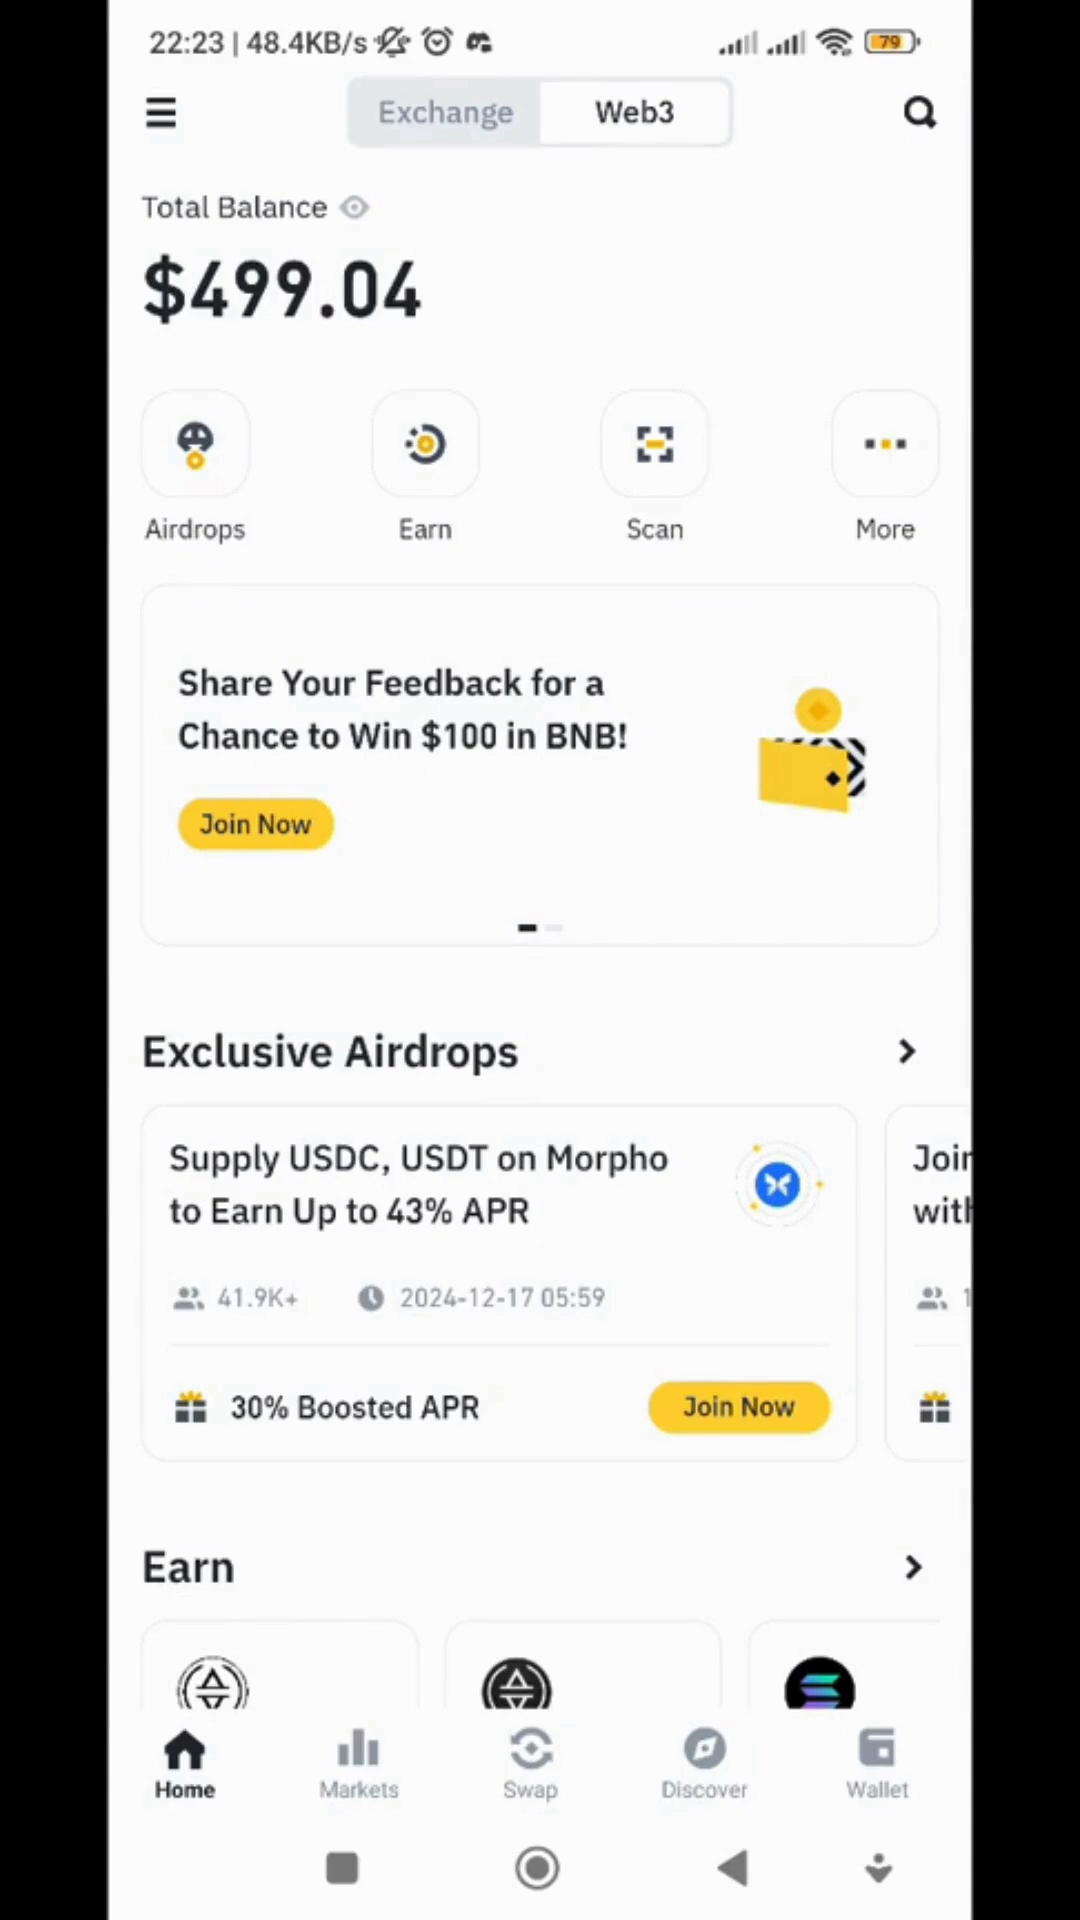 22:23 | 48.4KB/s
79
Exchange
Web3
Total Balance
$499.04
Airdrops
Earn
Scan
More
Share Your Feedback for a
Chance to Win $100 in BNB!
Join Now
Exclusive Airdrops
Supply USDC, USDT on Morpho
to Earn Up to 43% APR
41.9K+
2024-12-17 05:59
30% Boosted APR
Join Now
Earn
Home
Markets
Swap
Discover
Wallet